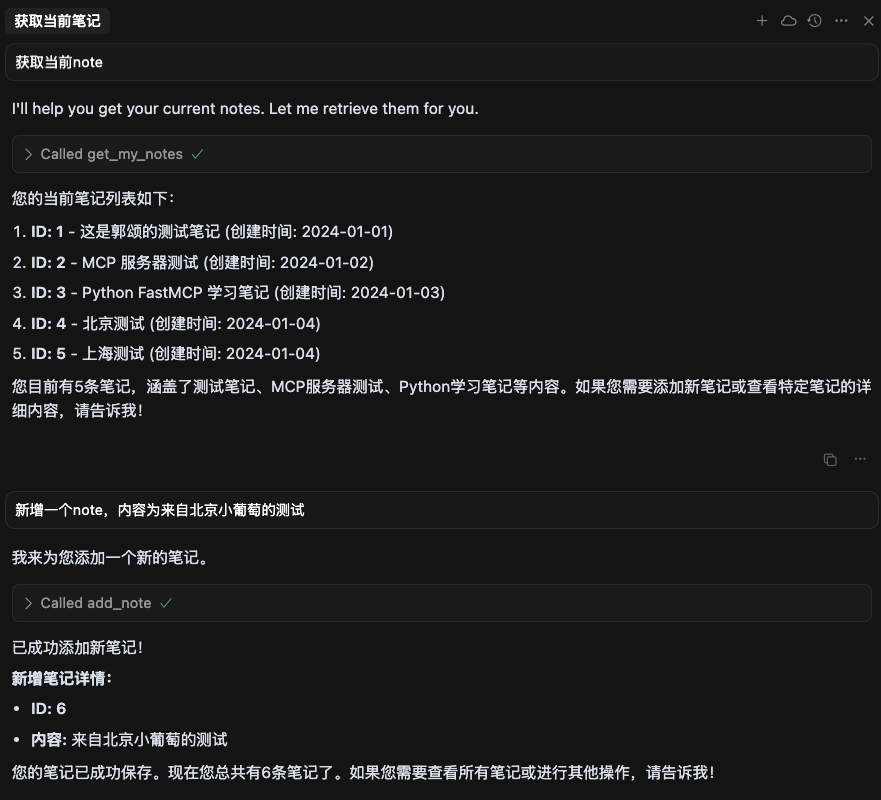 获取当前笔记
获取当前note
I'll help you get your current notes. Let me retrieve them for you.
Called get_my_notes
您的当前笔记列表如下：
1. ID: 1 - 这是郭颂的测试笔记 (创建时间: 2024-01-01)
2. ID: 2 - MCP 服务器测试 (创建时间: 2024-01-02)
3. ID: 3 - Python FastMCP 学习笔记 (创建时间: 2024-01-03)
4. ID: 4 - 北京测试 (创建时间: 2024-01-04)
5. ID: 5 - 上海测试 (创建时间: 2024-01-04)
您目前有5条笔记，涵盖了测试笔记、MCP服务器测试、Python学习笔记等内容。如果您需要添加新笔记或查看特定笔记的详
细内容，请告诉我！
新增一个note，内容为来自北京小葡萄的测试
我来为您添加一个新的笔记。
Called add_note
已成功添加新笔记！
新增笔记详情：
• ID: 6
• 内容: 来自北京小葡萄的测试
您的笔记已成功保存。现在您总共有6条笔记了。如果您需要查看所有笔记或进行其他操作，请告诉我！